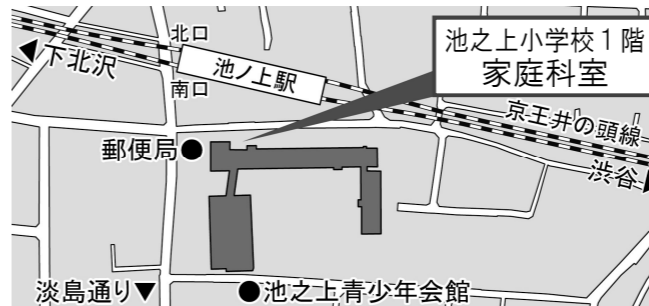 北口
▼下北沢
池ノ上駅
南口
池之上小学校1階
家庭科室
京王井の頭線
渋谷▼
郵便局●
淡島通り▼
●池之上青少年会館